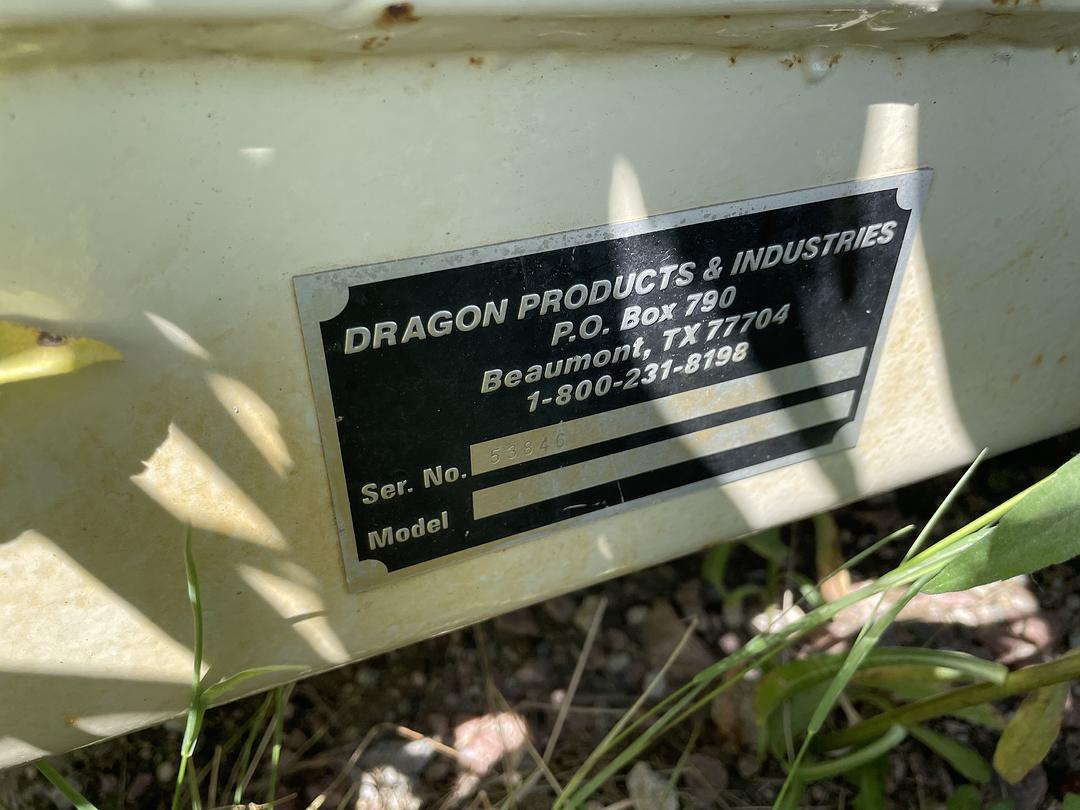 DRAGON PRODUCTS & INDUSTRIES
P.O. Box 790
Beaumont, TX 77704
1-800-231-8198
Ser. No. 53846
Model